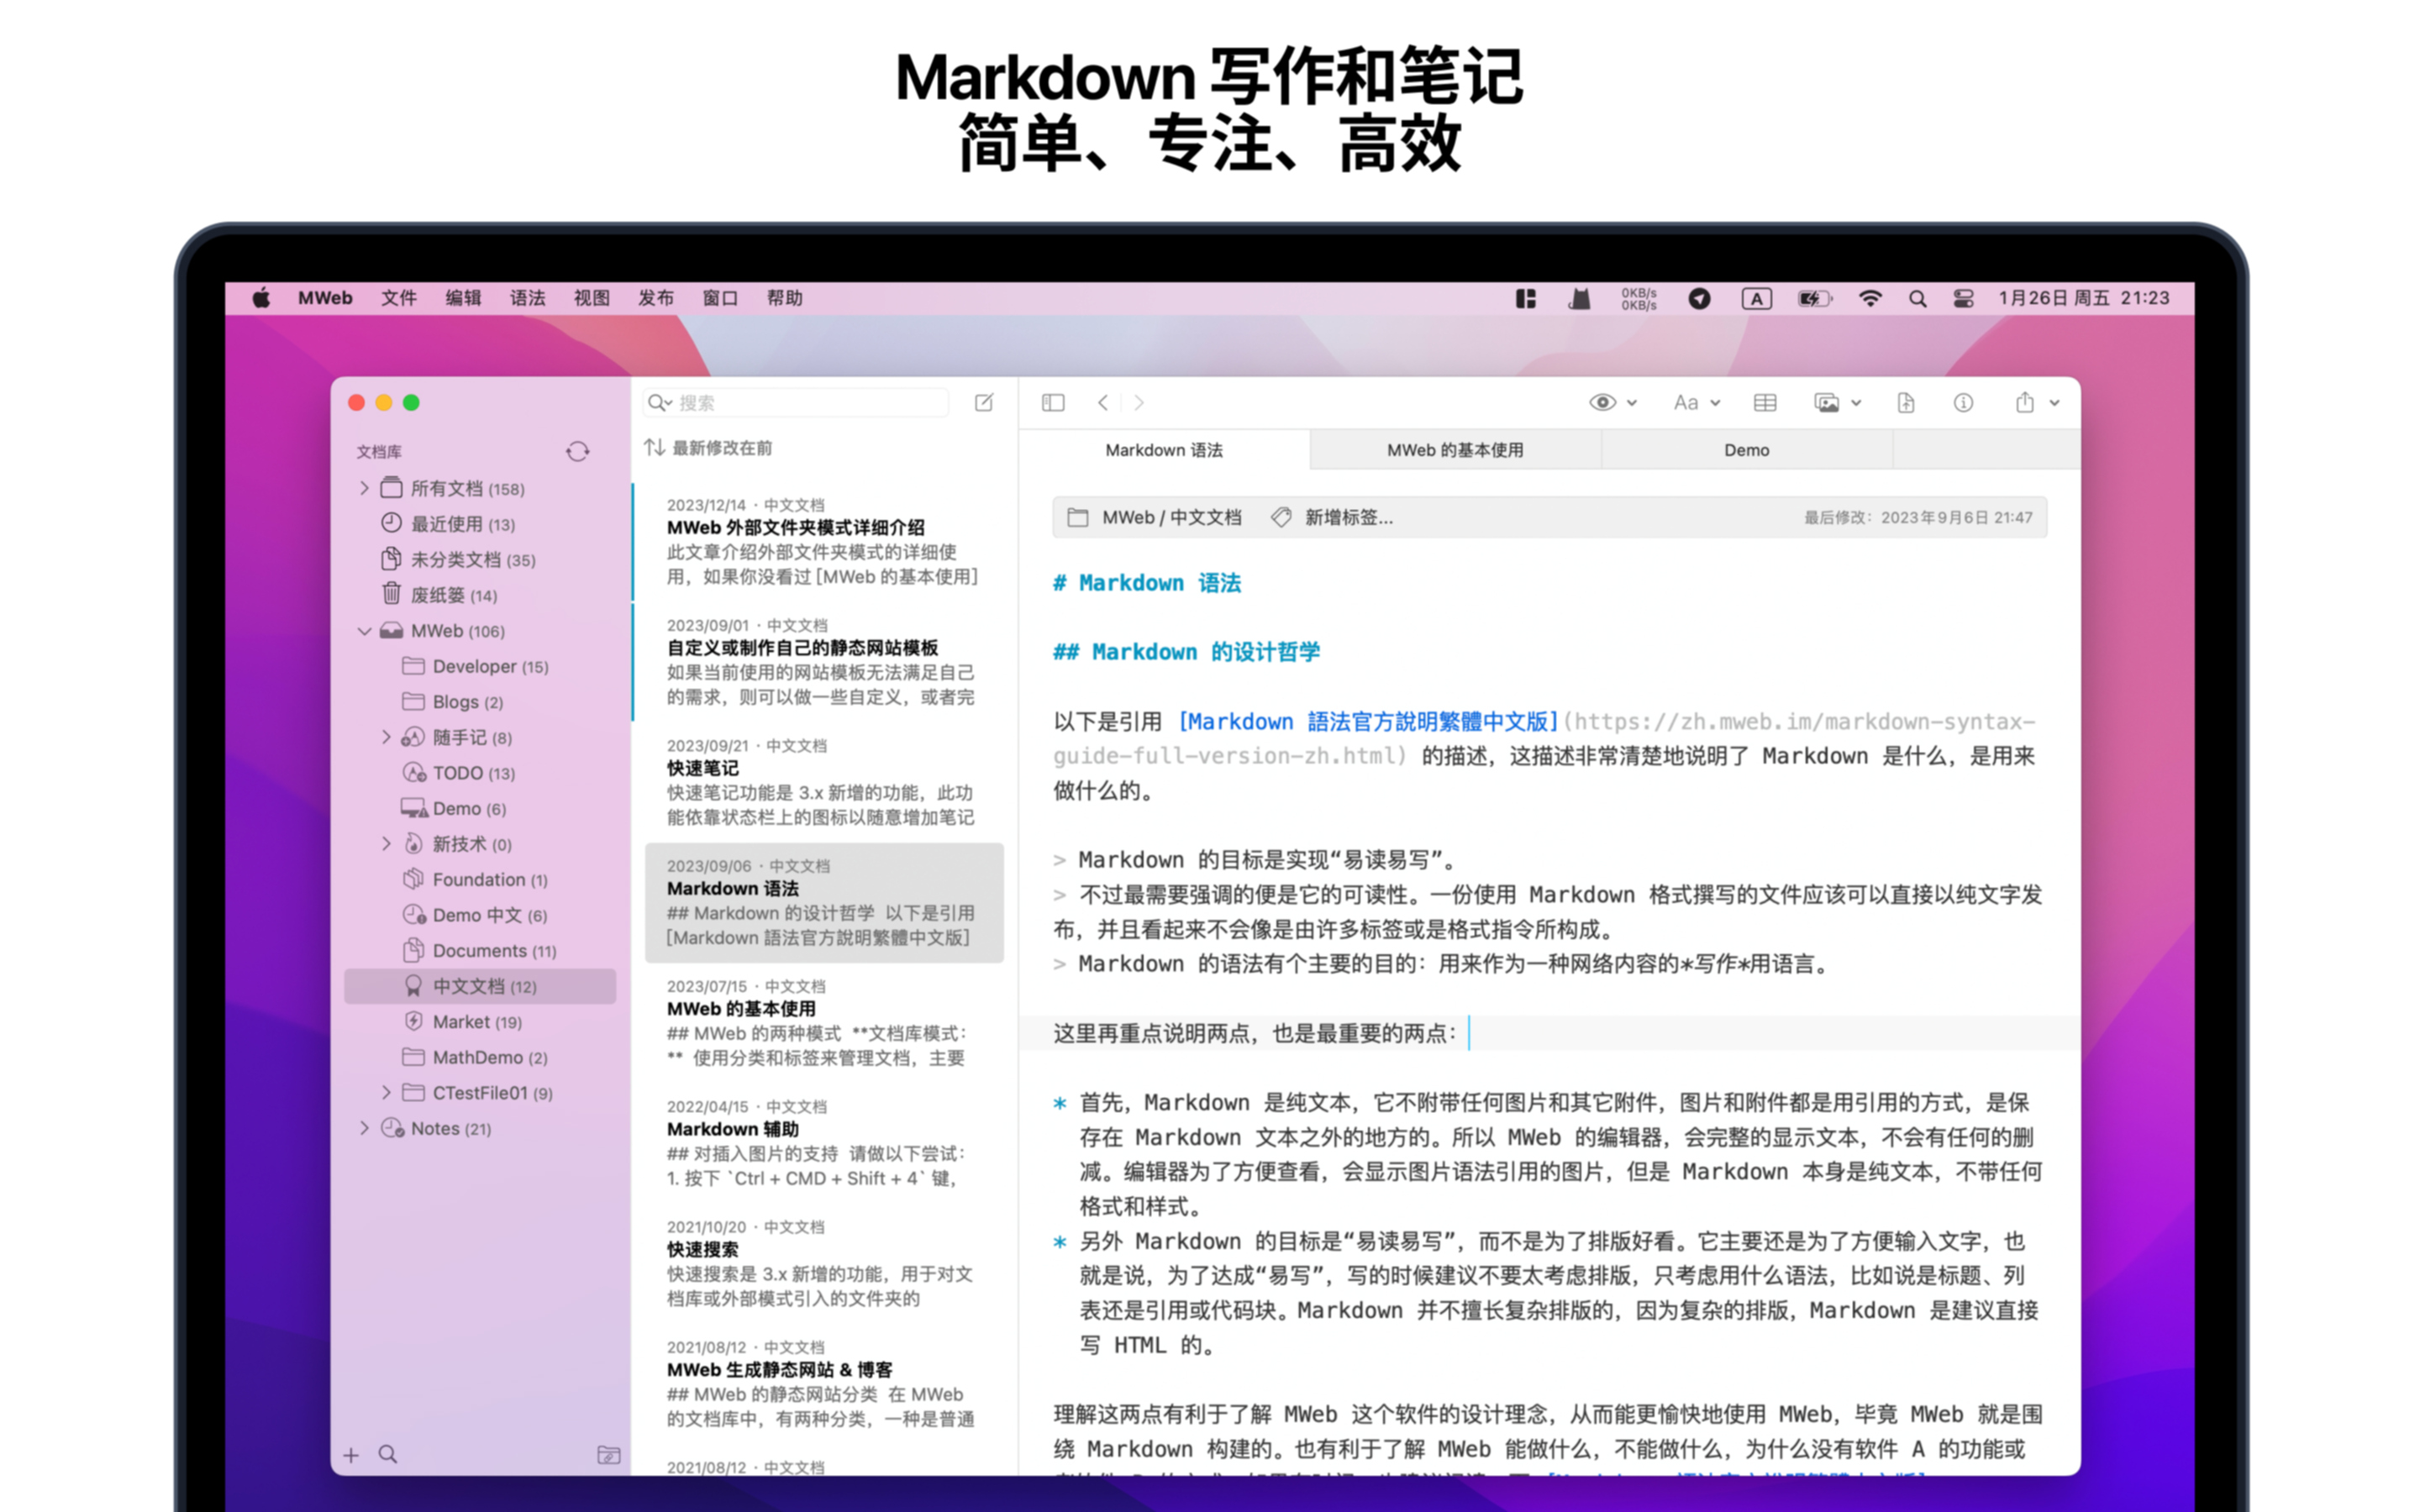 Markdown 写作和笔记
简单、专注、高效
MWeb 文件 编辑 语法 视图 发布 窗口 帮助
0KB/s
0KB/s
A
1月26日 周五 21:23
文档库
所有文档 (158)
最近使用 (13)
未分类文档 (35)
废纸篓 (14)
MWeb (106)
Developer (15)
Blogs (2)
随手记 (8)
TODO (13)
Demo (6)
新技术 (0)
Foundation (1)
Demo 中文 (6)
Documents (11)
中文文档 (12)
Market (19)
MathDemo (2)
CTestFile01 (9)
Notes (21)
搜索
最新修改在前
2023/12/14 · 中文文档
MWeb 外部文件夹模式详细介绍
此文章介绍外部文件夹模式的详细使
用，如果你没看过 [MWeb 的基本使用]
2023/09/01 · 中文文档
自定义或制作自己的静态网站模板
如果当前使用的网站模板无法满足自己
的需求，则可以做一些自定义，或者完
2023/09/21 · 中文文档
快速笔记
快速笔记功能是 3.x 新增的功能，此功
能依靠状态栏上的图标以随意增加笔记
2023/09/06 · 中文文档
Markdown 语法
## Markdown 的设计哲学 以下是引用
[Markdown 語法官方說明繁體中文版]
2023/07/15 · 中文文档
MWeb 的基本使用
## MWeb 的两种模式 **文档库模式：
** 使用分类和标签来管理文档，主要
2022/04/15 · 中文文档
Markdown 辅助
## 对插入图片的支持 请做以下尝试：
1. 按下 `Ctrl + CMD + Shift + 4` 键，
2021/10/20 · 中文文档
快速搜索
快速搜索是 3.x 新增的功能，用于对文
档库或外部模式引入的文件夹的
2021/08/12 · 中文文档
MWeb 生成静态网站 & 博客
## MWeb 的静态网站分类 在 MWeb
的文档库中，有两种分类，一种是普通
2021/08/12 · 中文文档
Aa
Markdown 语法
MWeb 的基本使用
Demo
MWeb / 中文文档 新增标签... 最后修改：2023年9月6日 21:47
# Markdown 语法
## Markdown 的设计哲学
以下是引用 [Markdown 語法官方說明繁體中文版](https://zh.mweb.im/markdown-syntax-
guide-full-version-zh.html) 的描述，这描述非常清楚地说明了 Markdown 是什么，是用来
做什么的。
> Markdown 的目标是实现“易读易写”。
> 不过最需要强调的便是它的可读性。一份使用 Markdown 格式撰写的文件应该可以直接以纯文字发
布，并且看起来不会像是由许多标签或是格式指令所构成。
> Markdown 的语法有个主要的目的：用来作为一种网络内容的*写作*用语言。
这里再重点说明两点，也是最重要的两点：
* 首先，Markdown 是纯文本，它不附带任何图片和其它附件，图片和附件都是用引用的方式，是保
存在 Markdown 文本之外的地方的。所以 MWeb 的编辑器，会完整的显示文本，不会有任何的删
减。编辑器为了方便查看，会显示图片语法引用的图片，但是 Markdown 本身是纯文本，不带任何
格式和样式。
* 另外 Markdown 的目标是“易读易写”，而不是为了排版好看。它主要还是为了方便输入文字，也
就是说，为了达成“易写”，写的时候建议不要太考虑排版，只考虑用什么语法，比如说是标题、列
表还是引用或代码块。Markdown 并不擅长复杂排版的，因为复杂的排版，Markdown 是建议直接
写 HTML 的。
理解这两点有利于了解 MWeb 这个软件的设计理念，从而能更愉快地使用 MWeb，毕竟 MWeb 就是围
绕 Markdown 构建的。也有利于了解 MWeb 能做什么，不能做什么，为什么没有软件 A 的功能或